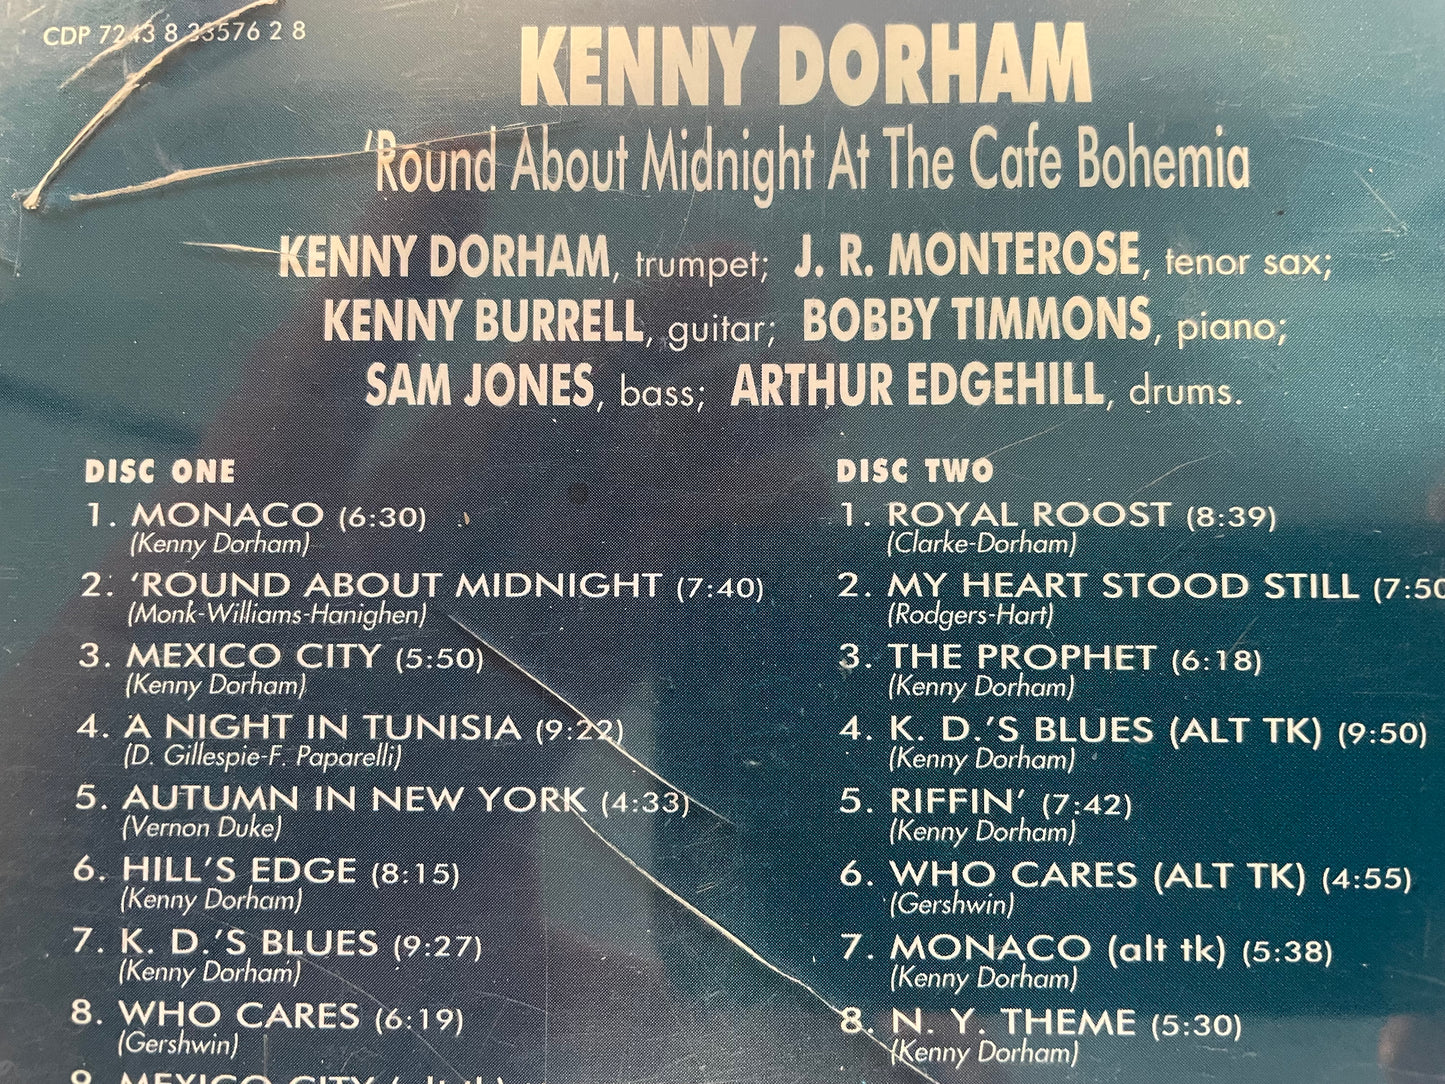 CDP 7243 8 33576 2 8
KENNY DORHAM
'Round About Midnight At The Cafe Bohemia
KENNY DORHAM, trumpet; J. R. MONTEROSE, tenor sax;
KENNY BURRELL, guitar; BOBBY TIMMONS, piano;
SAM JONES, bass; ARTHUR EDGEHILL, drums.
DISC ONE
1. MONACO (6:30)
(Kenny Dorham)
2. 'ROUND ABOUT MIDNIGHT (7:40)
(Monk-Williams-Hanighen)
3. MEXICO CITY (5:50)
(Kenny Dorham)
4. A NIGHT IN TUNISIA (9:22)
(D. Gillespie-F. Paparelli)
5. AUTUMN IN NEW YORK (4:33)
(Vernon Duke)
6. HILL'S EDGE (8:15)
(Kenny Dorham)
7. K. D.'S BLUES (9:27)
(Kenny Dorham)
8. WHO CARES (6:19)
(Gershwin)
9. MEXICO CITY (alt tk)
DISC TWO
1. ROYAL ROOST (8:39)
(Clarke-Dorham)
2. MY HEART STOOD STILL (7:50
(Rodgers-Hart)
3. THE PROPHET (6:18)
(Kenny Dorham)
4. K. D.'S BLUES (ALT TK) (9:50)
(Kenny Dorham)
5. RIFFIN' (7:42)
(Kenny Dorham)
6. WHO CARES (ALT TK) (4:55)
(Gershwin)
7. MONACO (alt tk) (5:38)
(Kenny Dorham)
8. N. Y. THEME (5:30)
(Kenny Dorham)